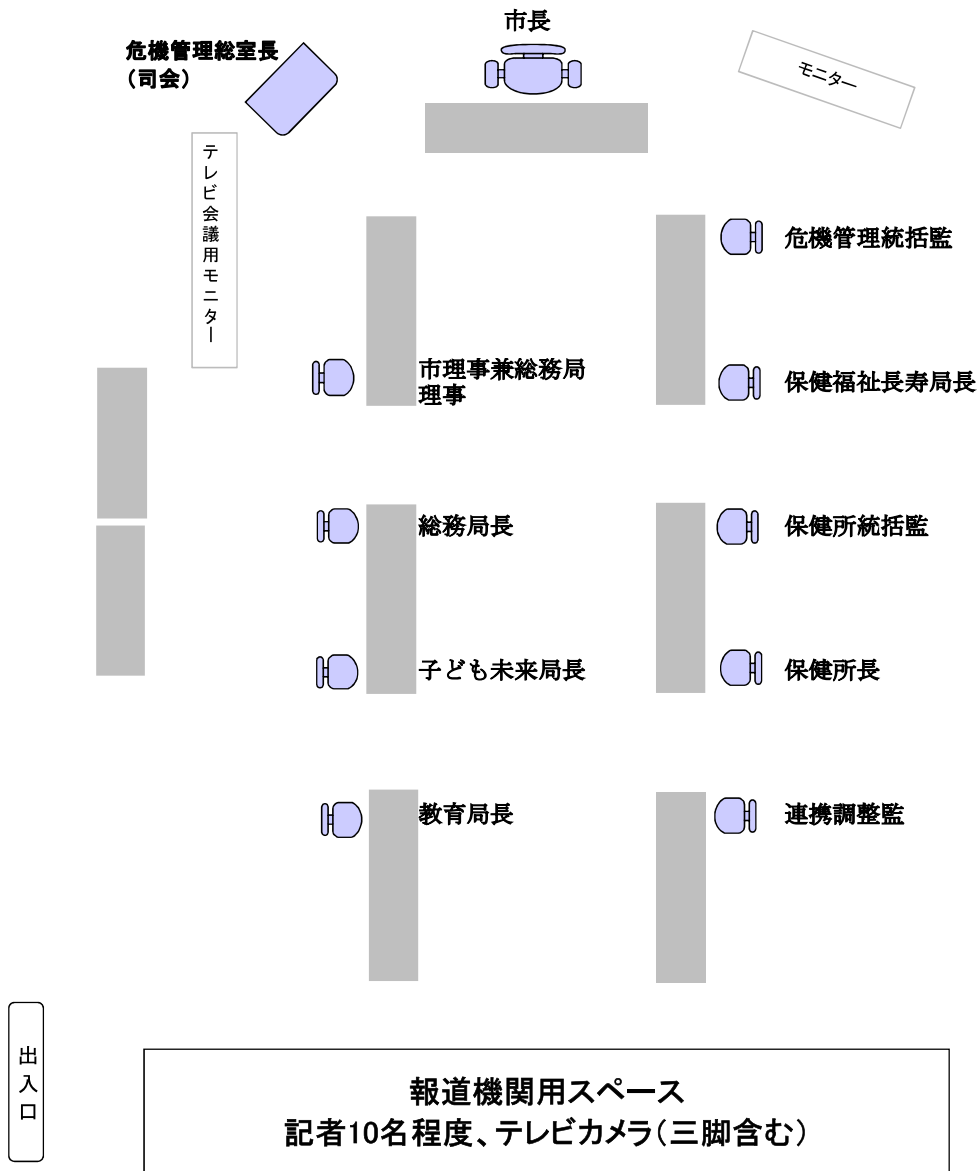 市長
危機管理総室長
（司会）
モニター
テレビ会議用モニター
危機管理統括監
市理事兼総務局
理事
保健福祉長寿局長
総務局長
保健所統括監
子ども未来局長
保健所長
教育局長
連携調整監
出入口
報道機関用スペース
記者10名程度、テレビカメラ（三脚含む）